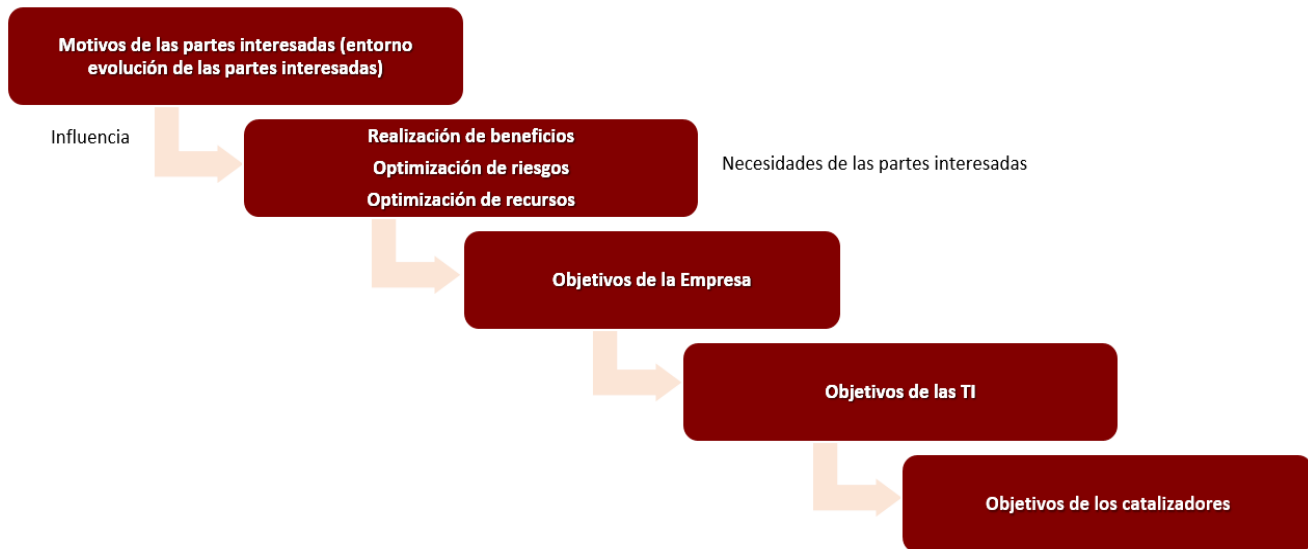 Motivos de las partes interesadas (entorno
evolución de las partes interesadas)
Influencia
Realización de beneficios
Optimización de riesgos
Optimización de recursos
Necesidades de las partes interesadas
Objetivos de la Empresa
Objetivos de las TI
Objetivos de los catalizadores